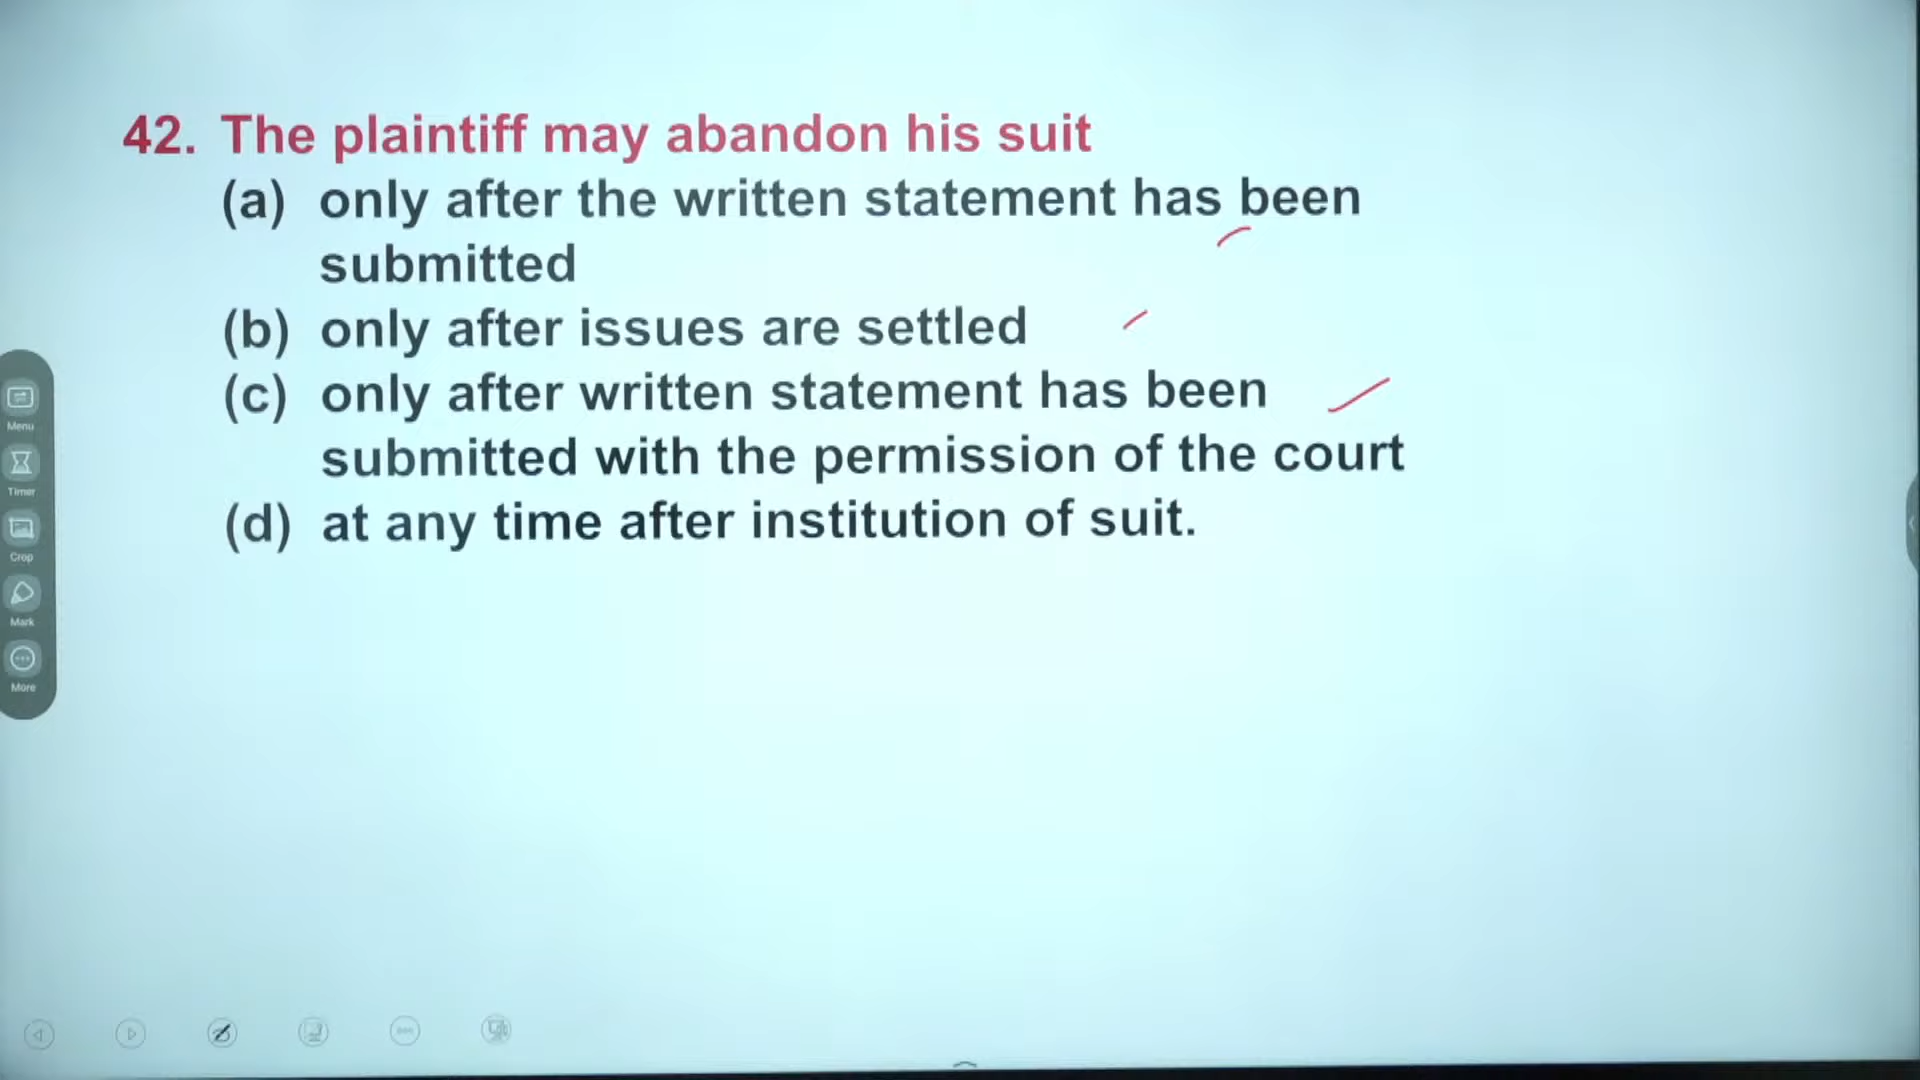 42. The plaintiff may abandon his suit
(a) only after the written statement has been
submitted
(b) only after issues are settled
(c) only after written statement has been
submitted with the permission of the court
(d) at any time after institution of suit.
Menu
Timer
Crop
Mark
More